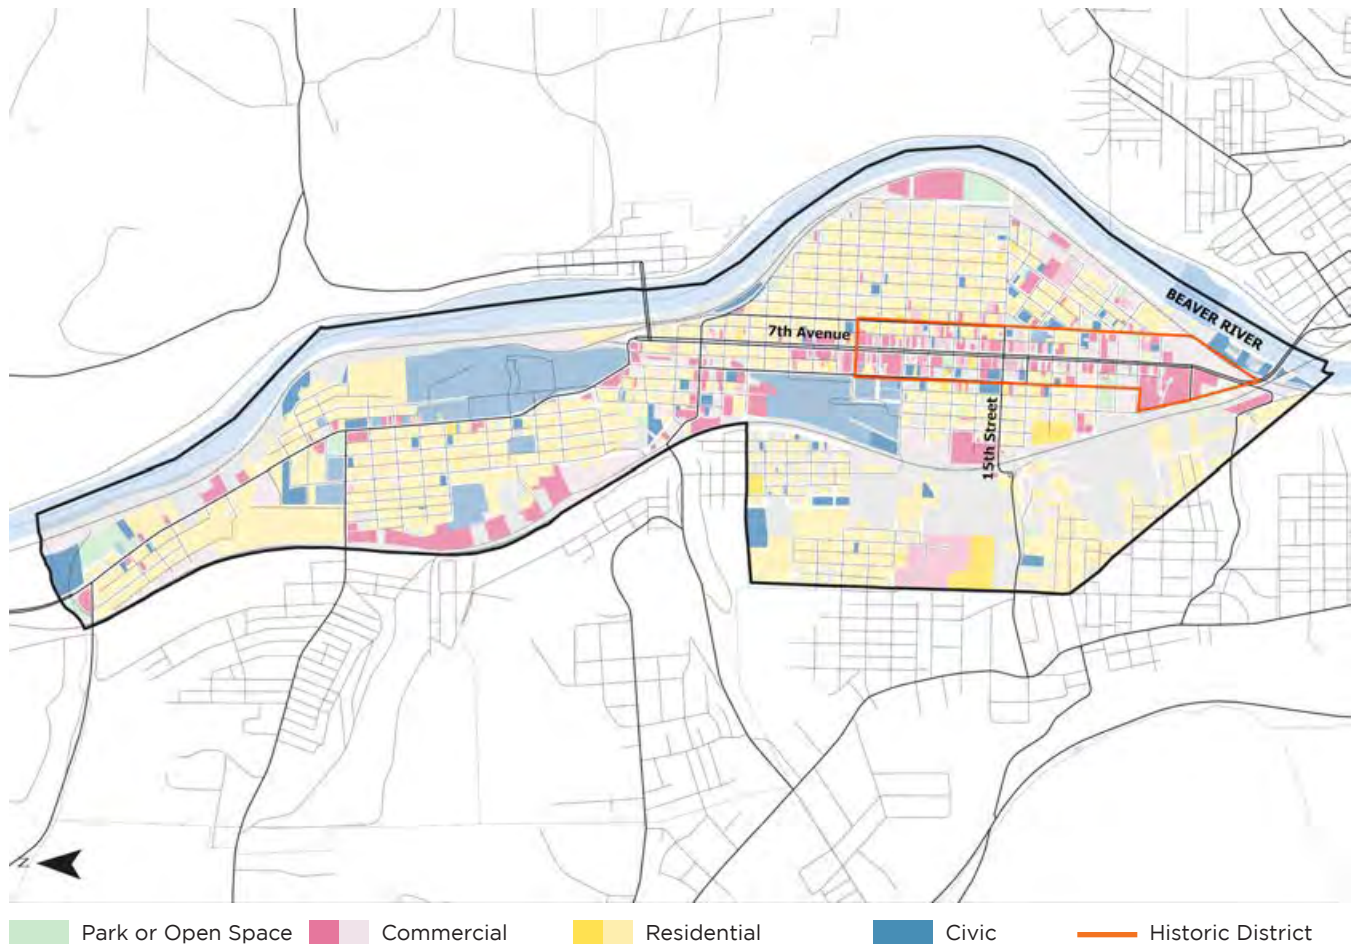 BEAVER RIVER
7th Avenue
15th Street
N
Park or Open Space
Commercial
Residential
Civic
Historic District